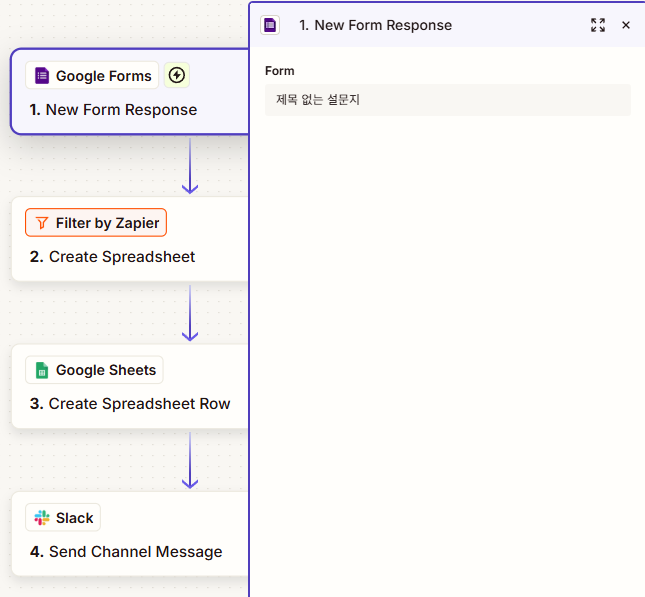 Google Forms
1. New Form Response
Filter by Zapier
2. Create Spreadsheet
Google Sheets
3. Create Spreadsheet Row
Slack
4. Send Channel Message
1. New Form Response
Form
제목 없는 설문지